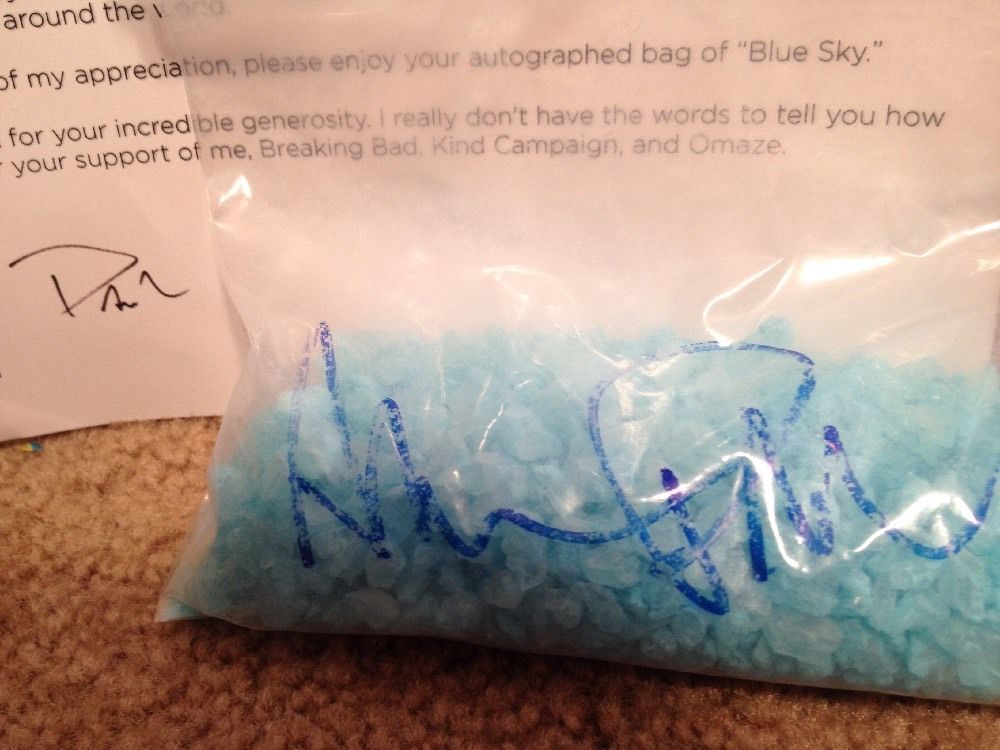 around the
of my appreciation, please enjoy your autographed bag of “Blue Sky.”
for your incredible generosity. I really don't have the words to tell you how
your support of me, Breaking Bad, Kind Campaign, and Omaze.